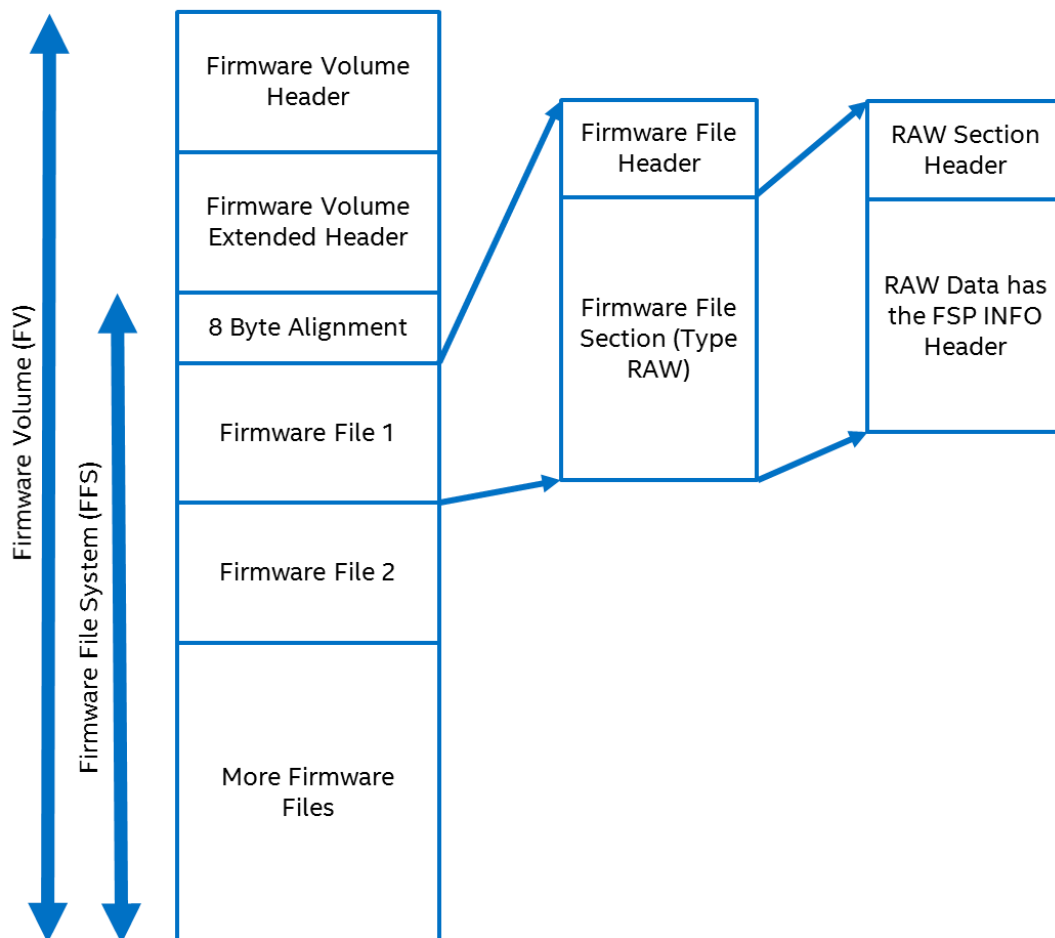 Firmware Volume (FV)
Firmware File System (FFS)
Firmware Volume
Header
Firmware Volume
Extended Header
8 Byte Alignment
Firmware File 1
Firmware File 2
More Firmware
Files
Firmware File
Header
Firmware File
Section (Type
RAW)
RAW Section
Header
RAW Data has
the FSP INFO
Header